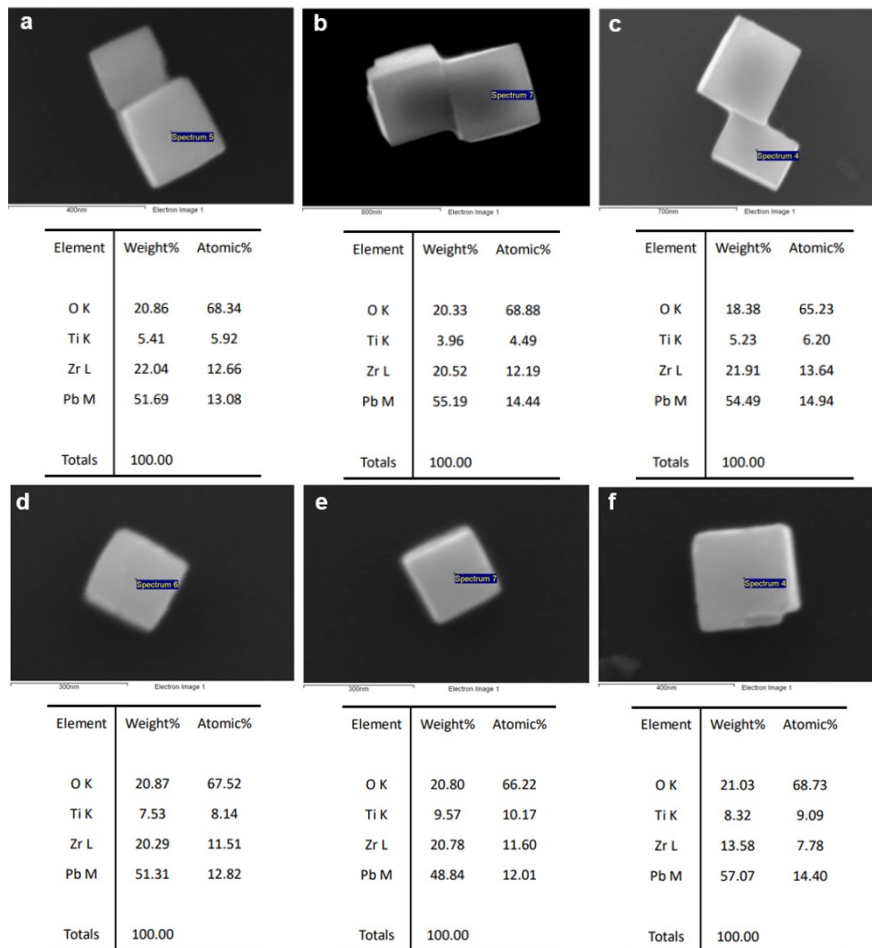 a
Spectrum 5
400nm Electron Image 1
b
Spectrum 7
800nm Electron Image 1
c
Spectrum 4
700nm Electron Image 1
Element Weight% Atomic%
O K 20.86 68.34
Ti K 5.41 5.92
Zr L 22.04 12.66
Pb M 51.69 13.08
Totals 100.00
Element Weight% Atomic%
O K 20.33 68.88
Ti K 3.96 4.49
Zr L 20.52 12.19
Pb M 55.19 14.44
Totals 100.00
Element Weight% Atomic%
O K 18.38 65.23
Ti K 5.23 6.20
Zr L 21.91 13.64
Pb M 54.49 14.94
Totals 100.00
d
Spectrum 6
300nm Electron Image 1
e
Spectrum 7
300nm Electron Image 1
f
Spectrum 4
400nm Electron Image 1
Element Weight% Atomic%
O K 20.87 67.52
Ti K 7.53 8.14
Zr L 20.29 11.51
Pb M 51.31 12.82
Totals 100.00
Element Weight% Atomic%
O K 20.80 66.22
Ti K 9.57 10.17
Zr L 20.78 11.60
Pb M 48.84 12.01
Totals 100.00
Element Weight% Atomic%
O K 21.03 68.73
Ti K 8.32 9.09
Zr L 13.58 7.78
Pb M 57.07 14.40
Totals 100.00